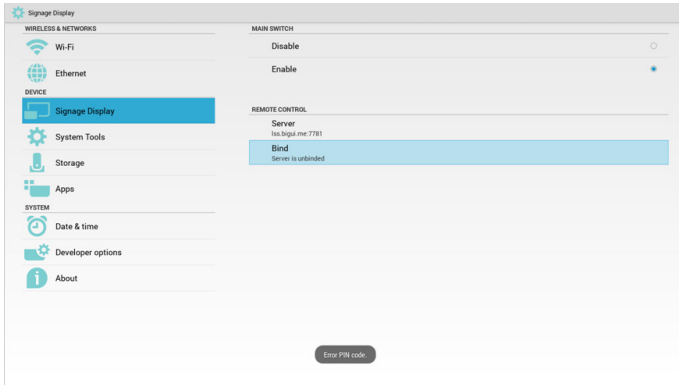 Signage Display
WIRELESS & NETWORKS
Wi-Fi
Ethernet
DEVICE
Signage Display
System Tools
Storage
Apps
SYSTEM
Date & time
Developer options
About
MAIN SWITCH
Disable
Enable
REMOTE CONTROL
Server
lss.bigui.me:7781
Bind
Server is unbinded
Error PIN code.